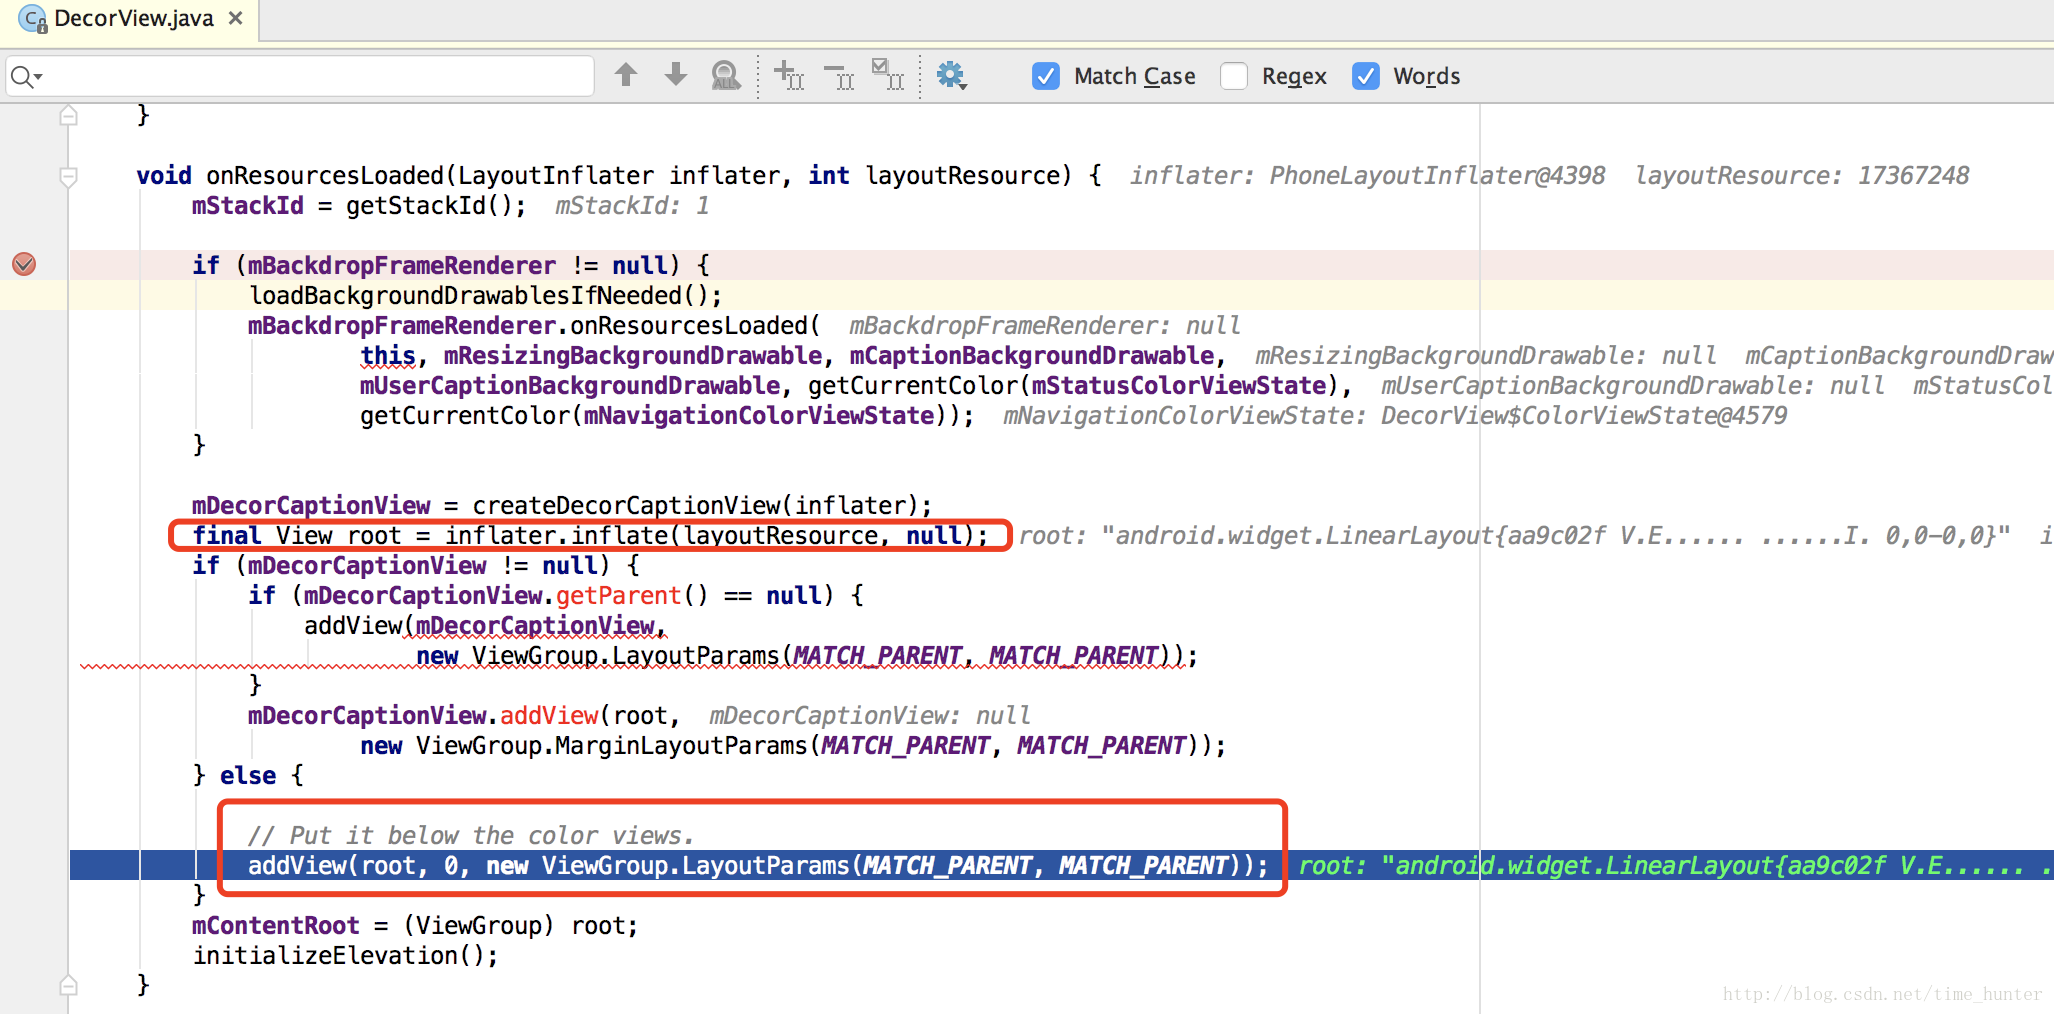 DecorView.java
Match Case Regex Words
}
void onResourcesLoaded(LayoutInflater inflater, int layoutResource) { inflater: PhoneLayoutInflater@4398 layoutResource: 17367248
mStackId = getStackId(); mStackId: 1
if (mBackdropFrameRenderer != null) {
loadBackgroundDrawablesIfNeeded();
mBackdropFrameRenderer.onResourcesLoaded( mBackdropFrameRenderer: null
this, mResizingBackgroundDrawable, mCaptionBackgroundDrawable, mResizingBackgroundDrawable: null mCaptionBackgroundDraw
mUserCaptionBackgroundDrawable, getCurrentColor(mStatusColorViewState), mUserCaptionBackgroundDrawable: null mStatusCol
getCurrentColor(mNavigationColorViewState)); mNavigationColorViewState: DecorView$ColorViewState@4579
}
mDecorCaptionView = createDecorCaptionView(inflater);
final View root = inflater.inflate(layoutResource, null); root: "android.widget.LinearLayout{aa9c02f V.E...... ......I. 0,0-0,0}" i
if (mDecorCaptionView != null) {
if (mDecorCaptionView.getParent() == null) {
addView(mDecorCaptionView,
new ViewGroup.LayoutParams(MATCH_PARENT, MATCH_PARENT));
}
mDecorCaptionView.addView(root, mDecorCaptionView: null
new ViewGroup.MarginLayoutParams(MATCH_PARENT, MATCH_PARENT));
} else {
// Put it below the color views.
addView(root, 0, new ViewGroup.LayoutParams(MATCH_PARENT, MATCH_PARENT)); root: "android.widget.LinearLayout{aa9c02f V.E...... .
}
mContentRoot = (ViewGroup) root;
initializeElevation();
}
http://blog.csdn.net/time_hunter